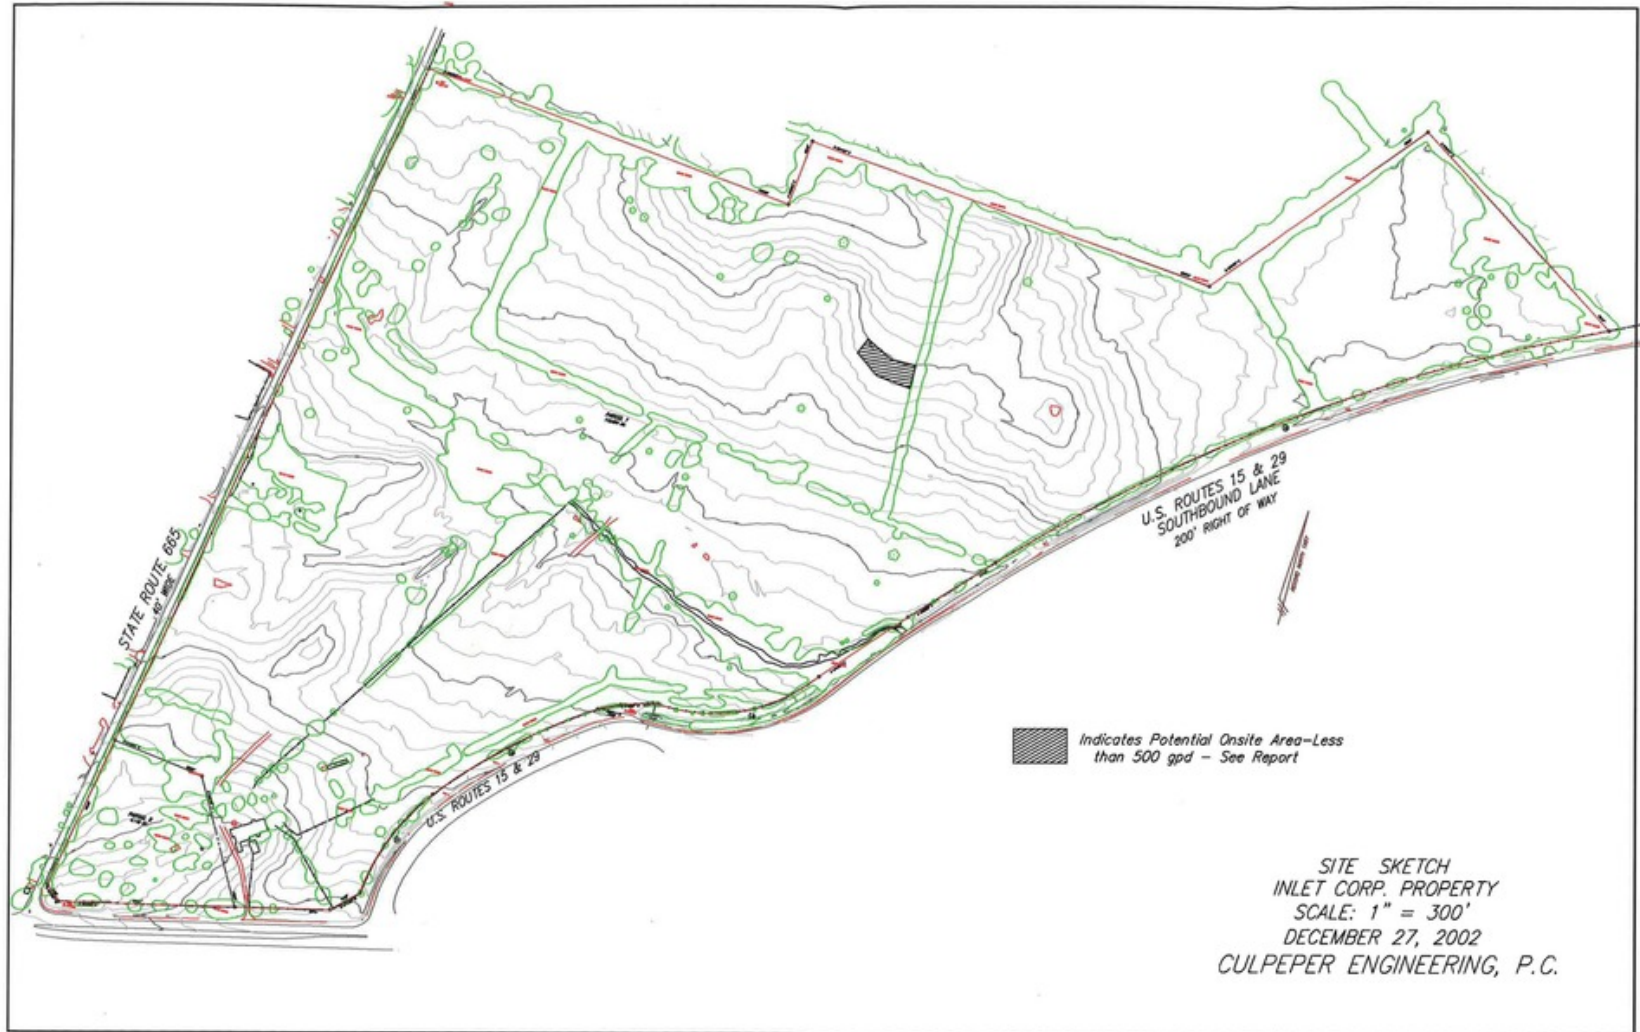 STATE ROUTE 665
40' WIDE
U.S. ROUTES 15 & 29
SOUTHBOUND LANE
200' RIGHT OF WAY
U.S. ROUTES 15 & 29
Indicates Potential Onsite Area-Less
than 500 gpd - See Report
SITE SKETCH
INLET CORP. PROPERTY
SCALE: 1" = 300'
DECEMBER 27, 2002
CULPEPER ENGINEERING, P.C.